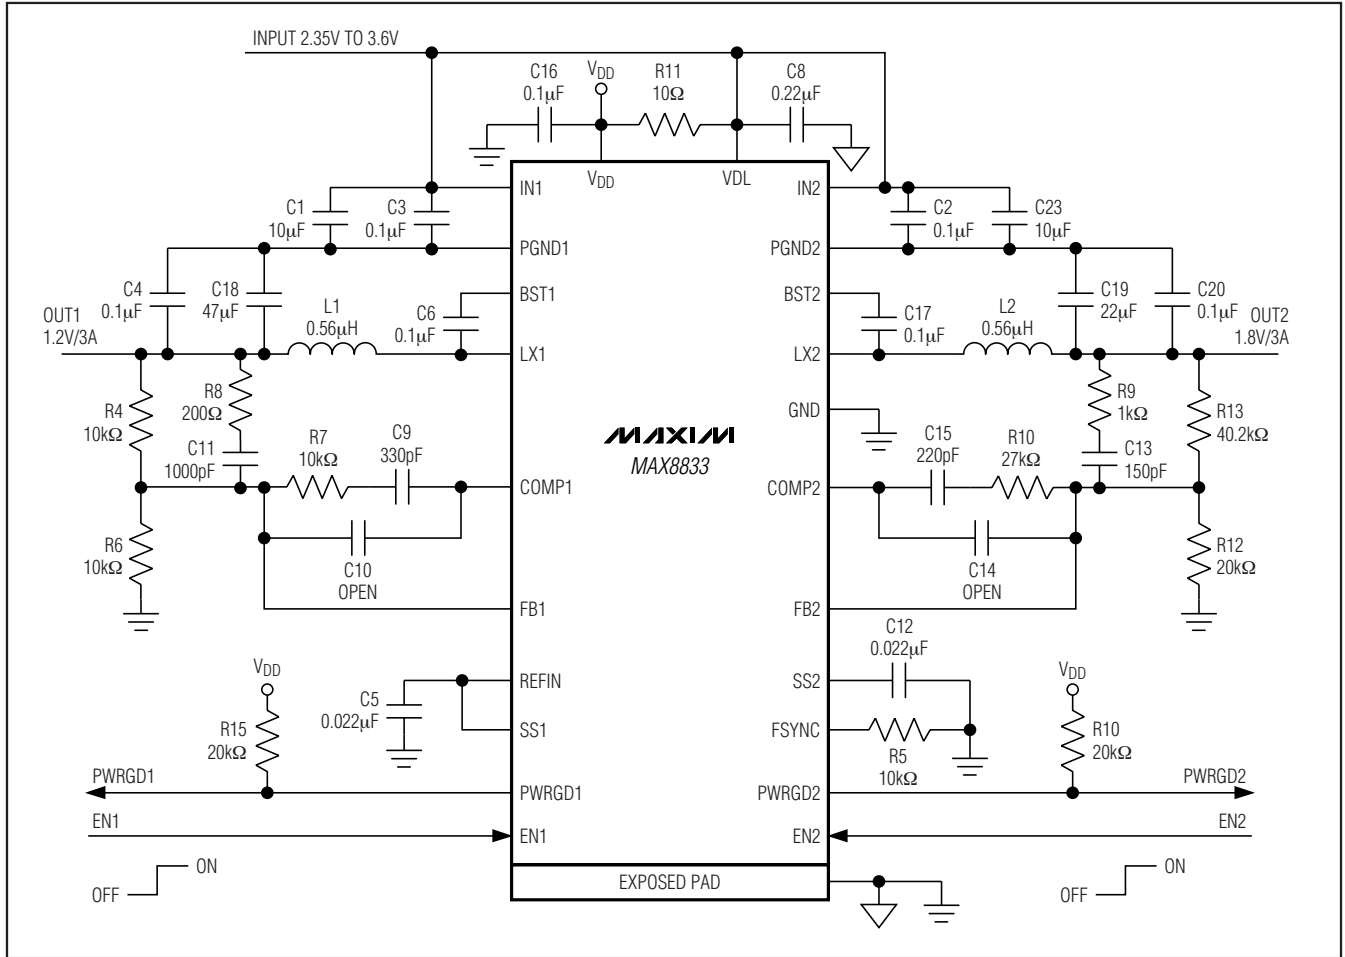 INPUT 2.35V TO 3.6V
C16
0.1µF
VDD
R11
10Ω
C8
0.22µF
VDD
VDL
IN1
IN2
C1
10µF
C3
0.1µF
C2
0.1µF
C23
10µF
PGND1
PGND2
C4
0.1µF
C18
47µF
BST1
BST2
C19
22µF
C20
0.1µF
OUT1
1.2V/3A
L1
0.56µH
C6
0.1µF
C17
0.1µF
L2
0.56µH
OUT2
1.8V/3A
LX1
LX2
R4
10kΩ
R8
200Ω
GND
R9
1kΩ
R13
40.2kΩ
C11
1000pF
R7
10kΩ
C9
330pF
MAXIM
MAX8833
C15
220pF
R10
27kΩ
C13
150pF
COMP1
COMP2
R6
10kΩ
C10
OPEN
C14
OPEN
R12
20kΩ
FB1
FB2
C12
0.022µF
VDD
REFIN
SS2
VDD
C5
0.022µF
R15
20kΩ
SS1
FSYNC
R5
10kΩ
R10
20kΩ
PWRGD1
PWRGD1
PWRGD2
PWRGD2
EN1
EN1
EN2
EN2
OFF
ON
EXPOSED PAD
OFF
ON